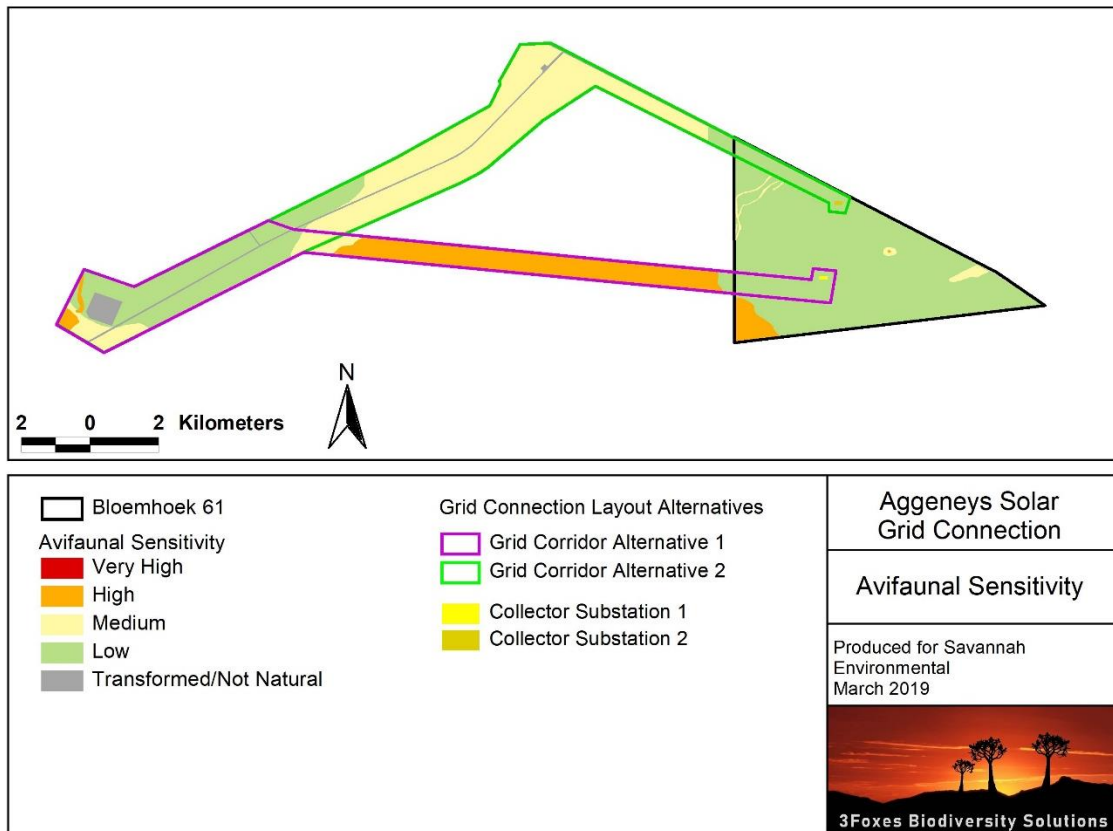 N
2 0 2 Kilometers
Bloemhoek 61
Avifaunal Sensitivity
Very High
High
Medium
Low
Transformed/Not Natural
Grid Connection Layout Alternatives
Grid Corridor Alternative 1
Grid Corridor Alternative 2
Collector Substation 1
Collector Substation 2
Aggeneys Solar
Grid Connection
Avifaunal Sensitivity
Produced for Savannah
Environmental
March 2019
3Foxes Biodiversity Solutions